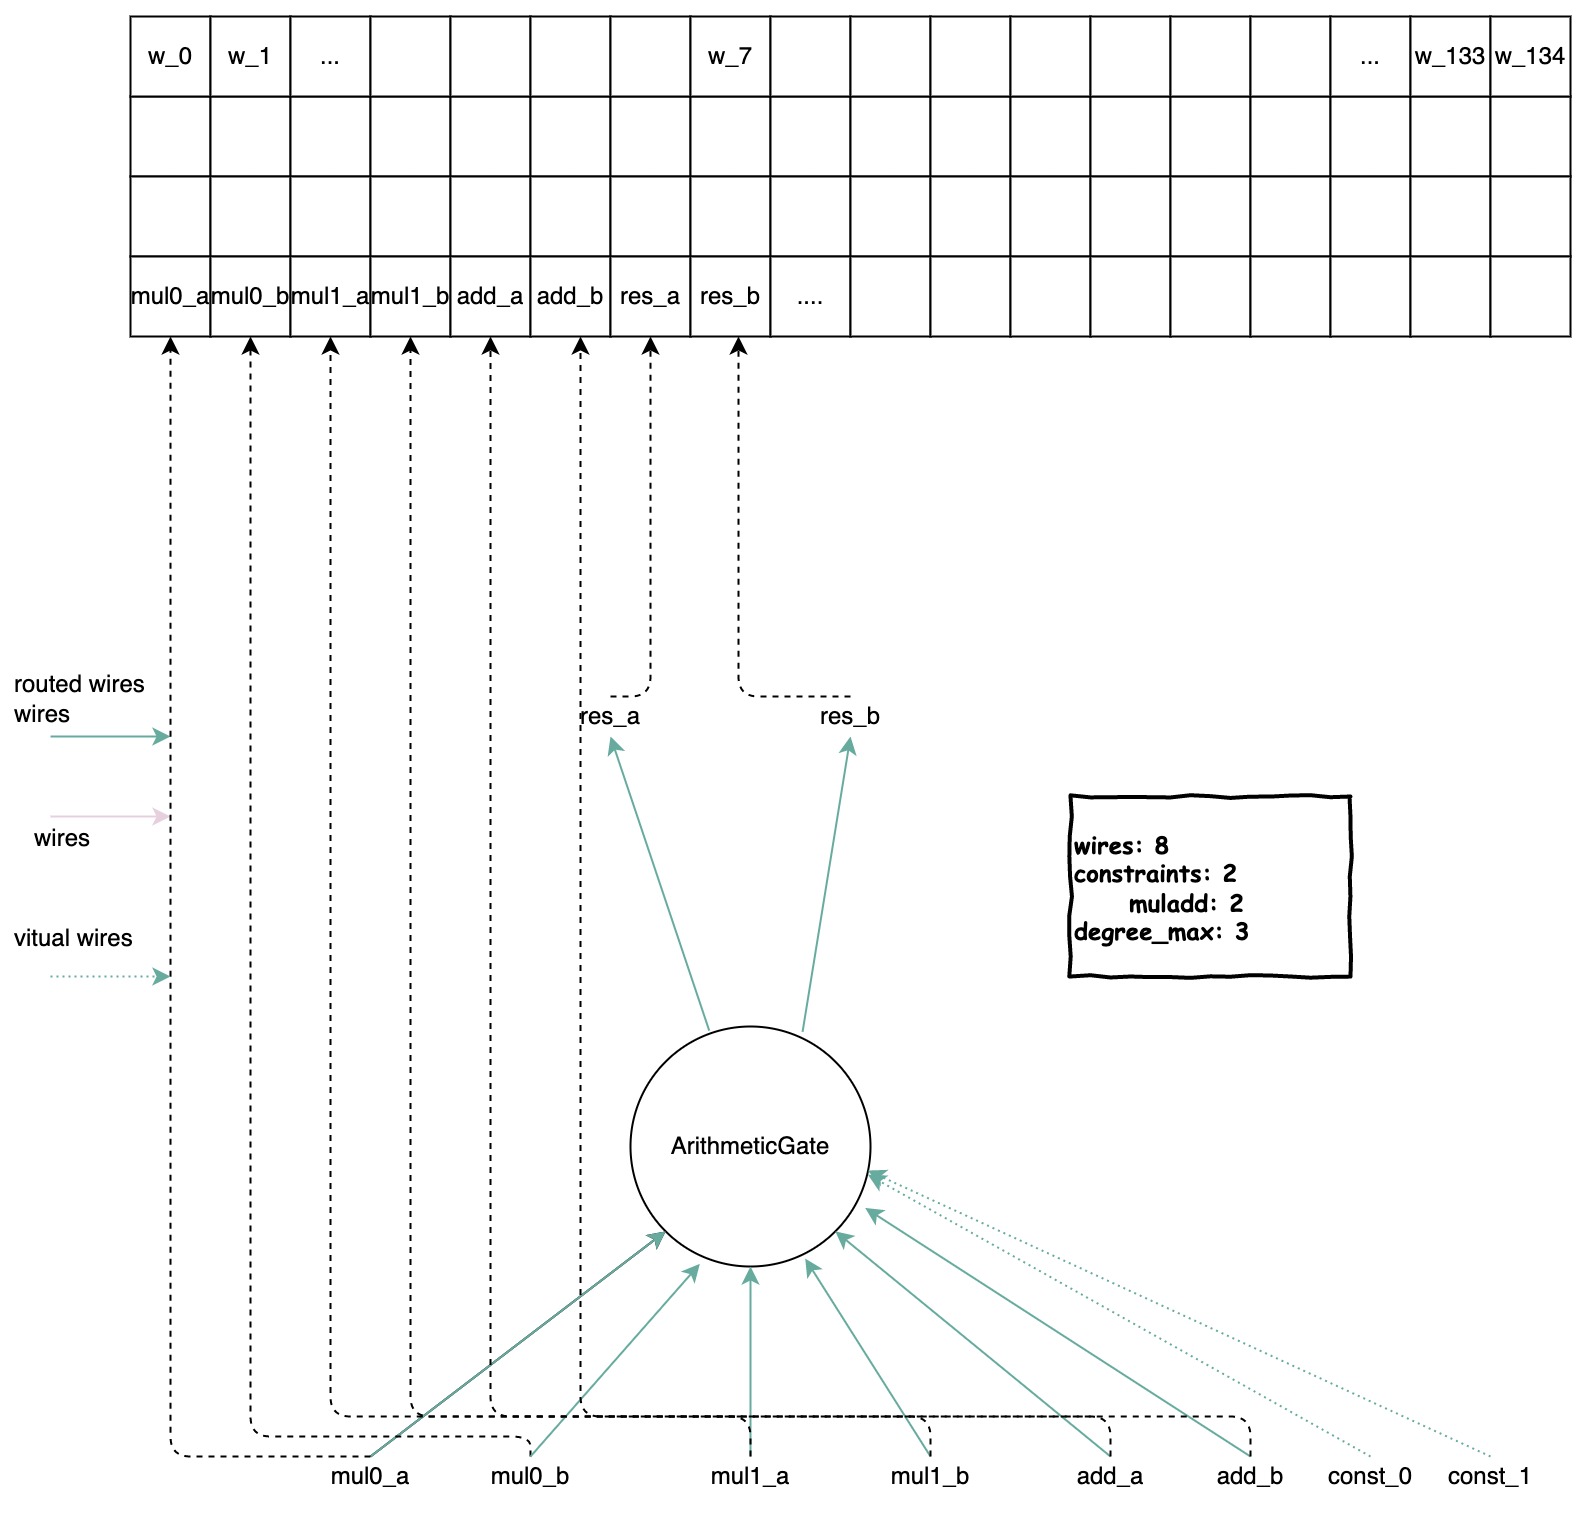 w_0 w_1 ... w_7 ... w_133 w_134
mul0_a mul0_b mul1_a mul1_b add_a add_b res_a res_b ....
routed wires
wires
res_a res_b
wires
wires: 8
constraints: 2
muladd: 2
degree_max: 3
vitual wires
ArithmeticGate
mul0_a mul0_b mul1_a mul1_b add_a add_b const_0 const_1